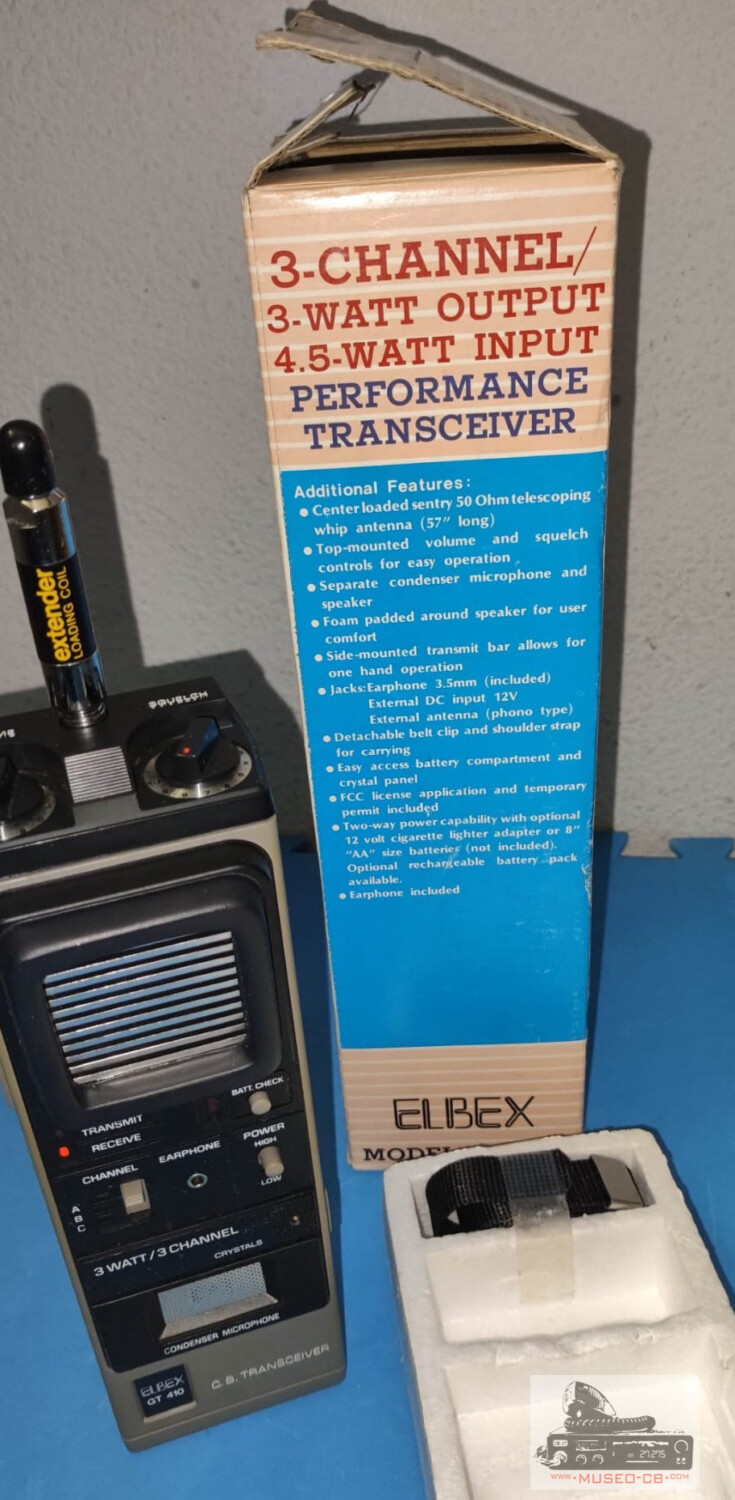 3-CHANNEL/
3-WATT OUTPUT
4.5-WATT INPUT
PERFORMANCE
TRANSCEIVER
Additional Features:
● Center loaded sentry 50 Ohm telescoping
whip antenna (57" long)
● Top-mounted volume and squelch
controls for easy operation
● Separate condenser microphone and
speaker
● Foam padded around speaker for user
comfort
● Side-mounted transmit bar allows for
one hand operation
● Jacks: Earphone 3.5mm (included)
External DC input 12V
External antenna (phono type)
● Detachable belt clip and shoulder strap
for carrying
● Easy access battery compartment and
crystal panel
● FCC license application and temporary
permit included
● Two-way power capability with optional
12 volt cigarette lighter adapter or 8"
"AA" size batteries (not included).
Optional rechargeable battery pack
available.
● Earphone included
ELBEX
MODEL
extender
LOADING COIL
SQUELCH
BATT. CHECK
TRANSMIT
RECEIVE
EARPHONE
POWER
HIGH
LOW
CHANNEL
A
B
C
3 WATT / 3 CHANNEL
CRYSTALS
CONDENSER MICROPHONE
ELBEX
GT 410
C.B. TRANSCEIVER
27.275
WWW.MUSEO-CB.COM